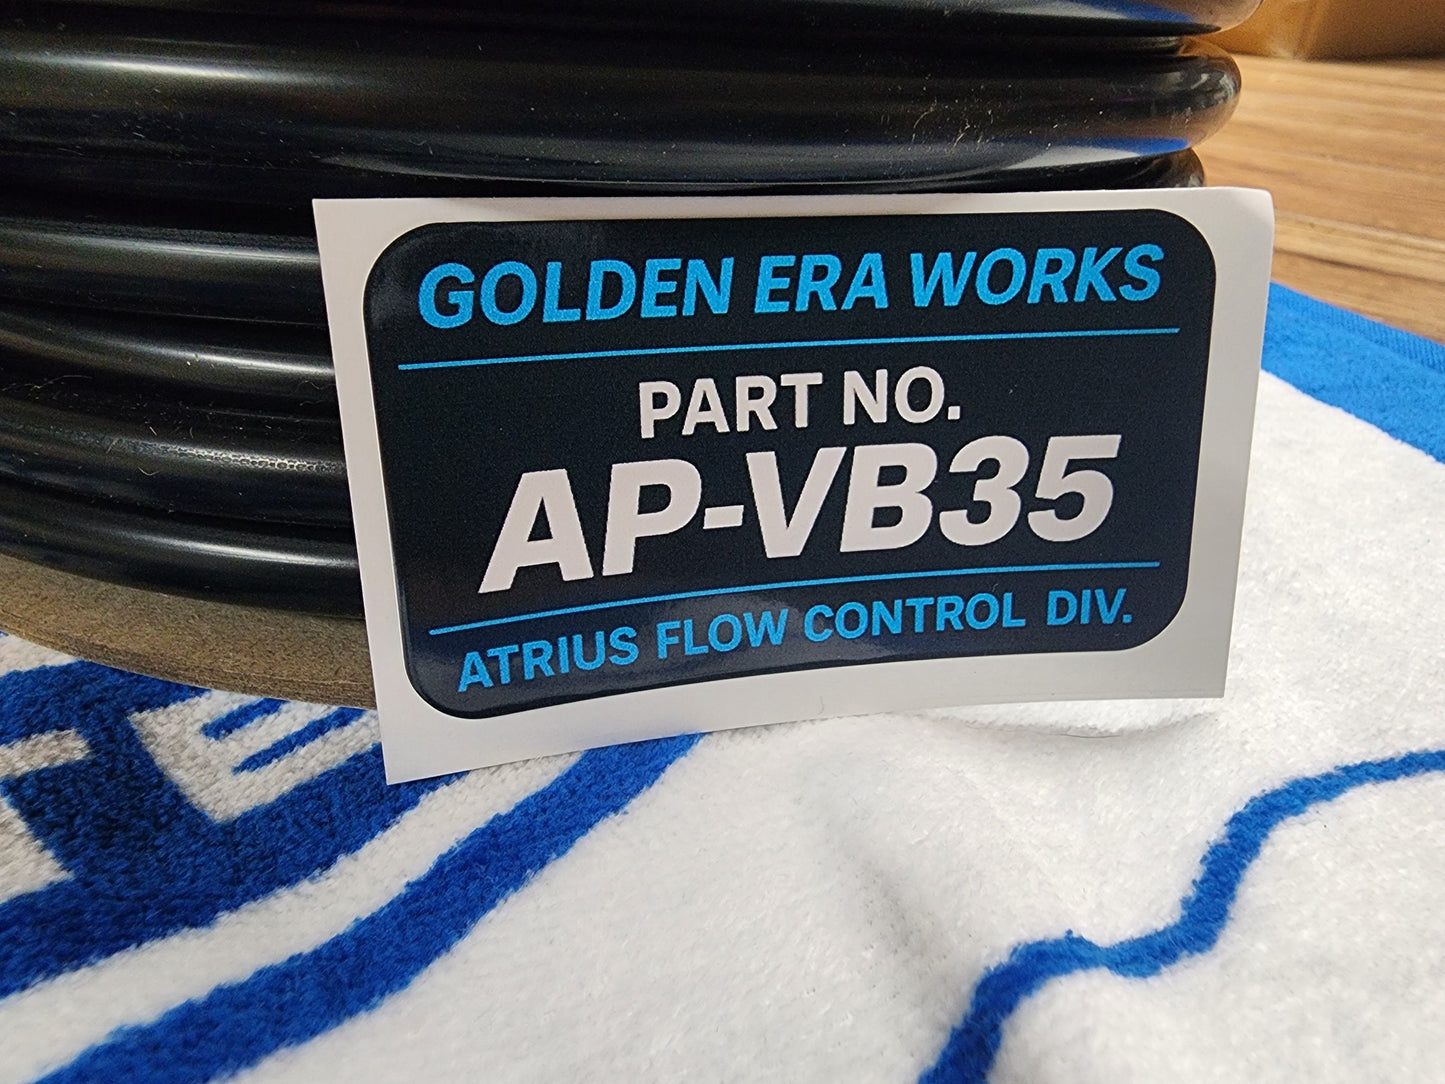 GOLDEN ERA WORKS
PART NO.
AP-VB35
ATRIUS FLOW CONTROL DIV.